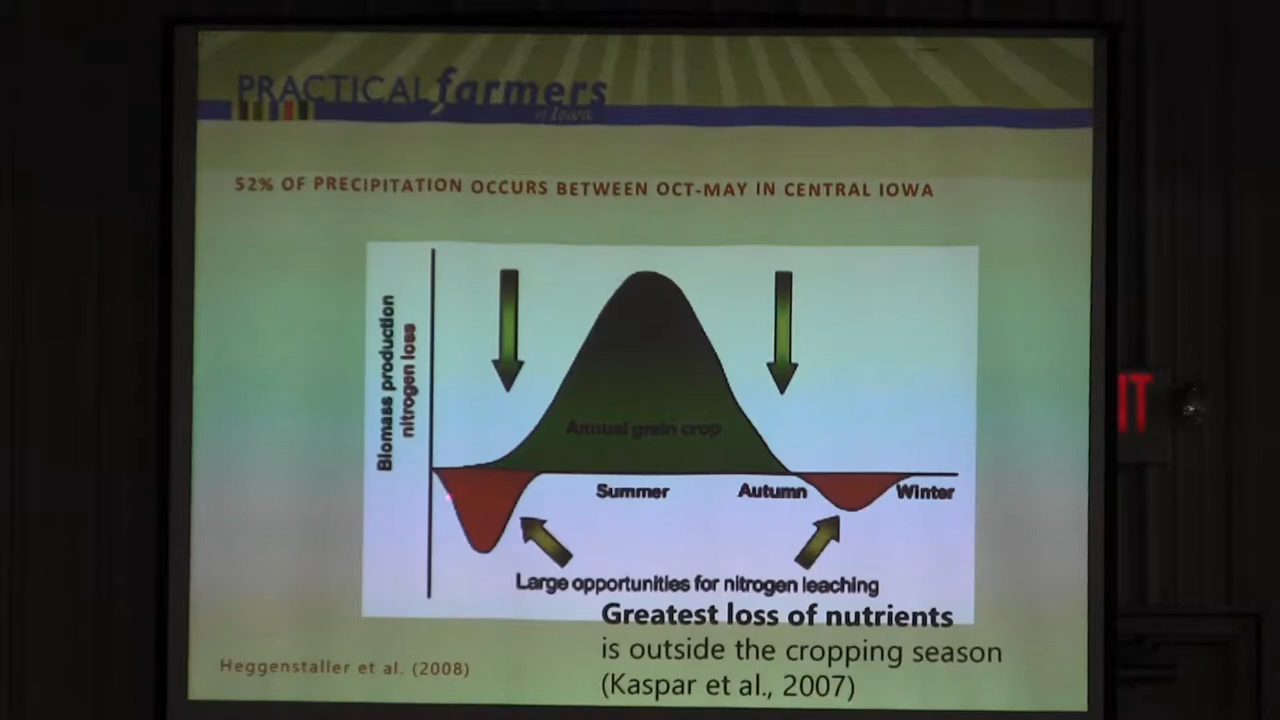 PRACTICAL farmers
of Iowa
52% OF PRECIPITATION OCCURS BETWEEN OCT-MAY IN CENTRAL IOWA
Biomass production
nitrogen loss
Annual grain crop
Summer
Autumn
Winter
Large opportunities for nitrogen leaching
Greatest loss of nutrients
is outside the cropping season
(Kaspar et al., 2007)
Heggenstaller et al. (2008)
IT